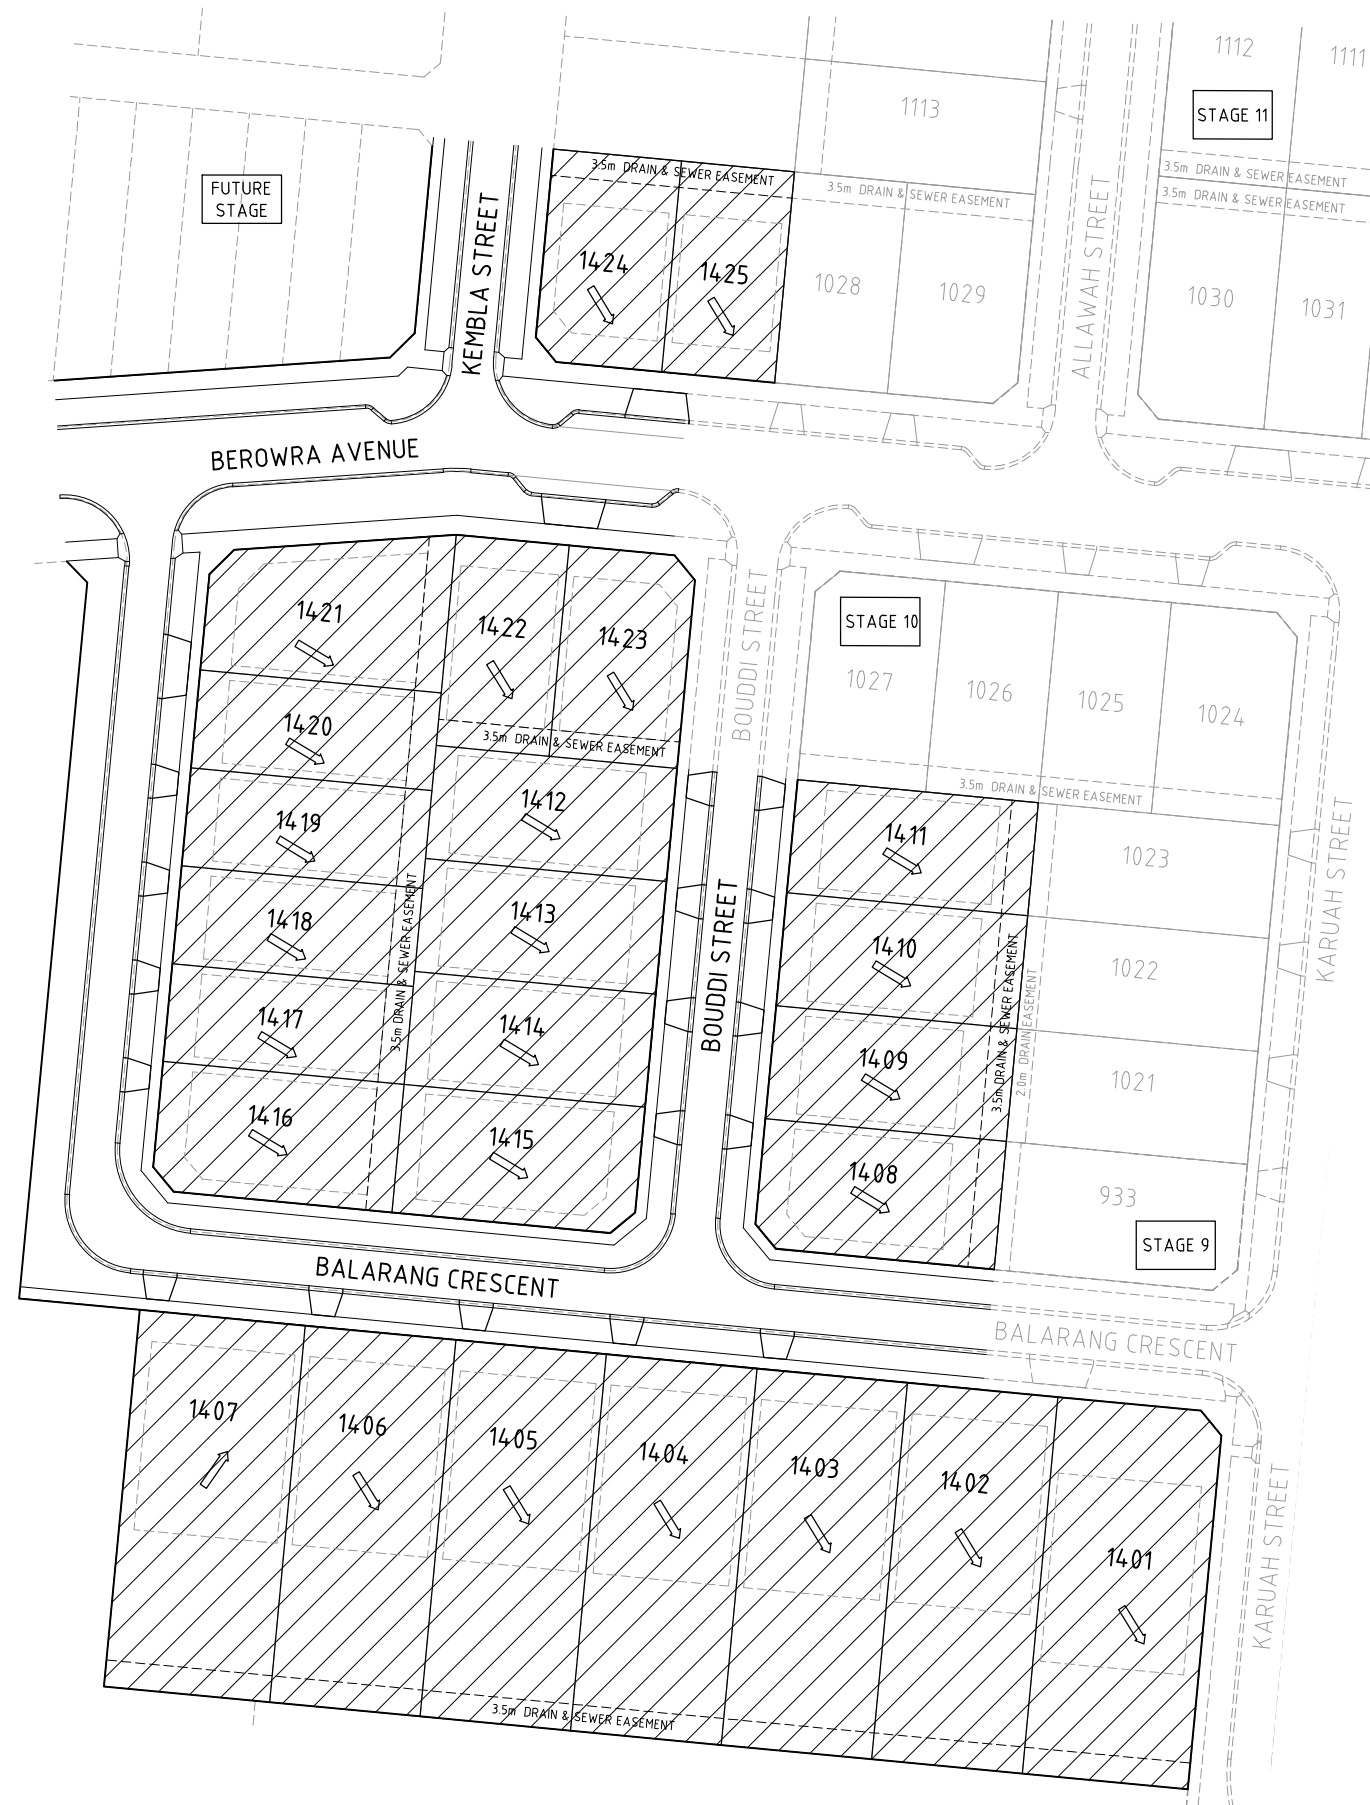 1112
1111
STAGE 11
1113
3.5m DRAIN & SEWER EASEMENT
3.5m DRAIN & SEWER EASEMENT
3.5m DRAIN & SEWER EASEMENT
3.5m DRAIN & SEWER EASEMENT
FUTURE
STAGE
KEMBLA STREET
ALLAWAH STREET
1424
1425
1028
1029
1030
1031
BEROWRA AVENUE
1421
1422
1423
BOUDDI STREET
STAGE 10
1027
1026
1025
1024
1420
3.5m DRAIN & SEWER EASEMENT
3.5m DRAIN & SEWER EASEMENT
1419
1412
1411
1023
KARUAH STREET
1418
3.5m DRAIN & SEWER EASEMENT
1413
BOUDDI STREET
1410
3.5m DRAIN & SEWER EASEMENT
2.0m DRAIN EASEMENT
1022
1417
1414
1409
1021
1416
1415
1408
933
STAGE 9
BALARANG CRESCENT
BALARANG CRESCENT
1407
1406
1405
1404
1403
1402
1401
KARUAH STREET
3.5m DRAIN & SEWER EASEMENT